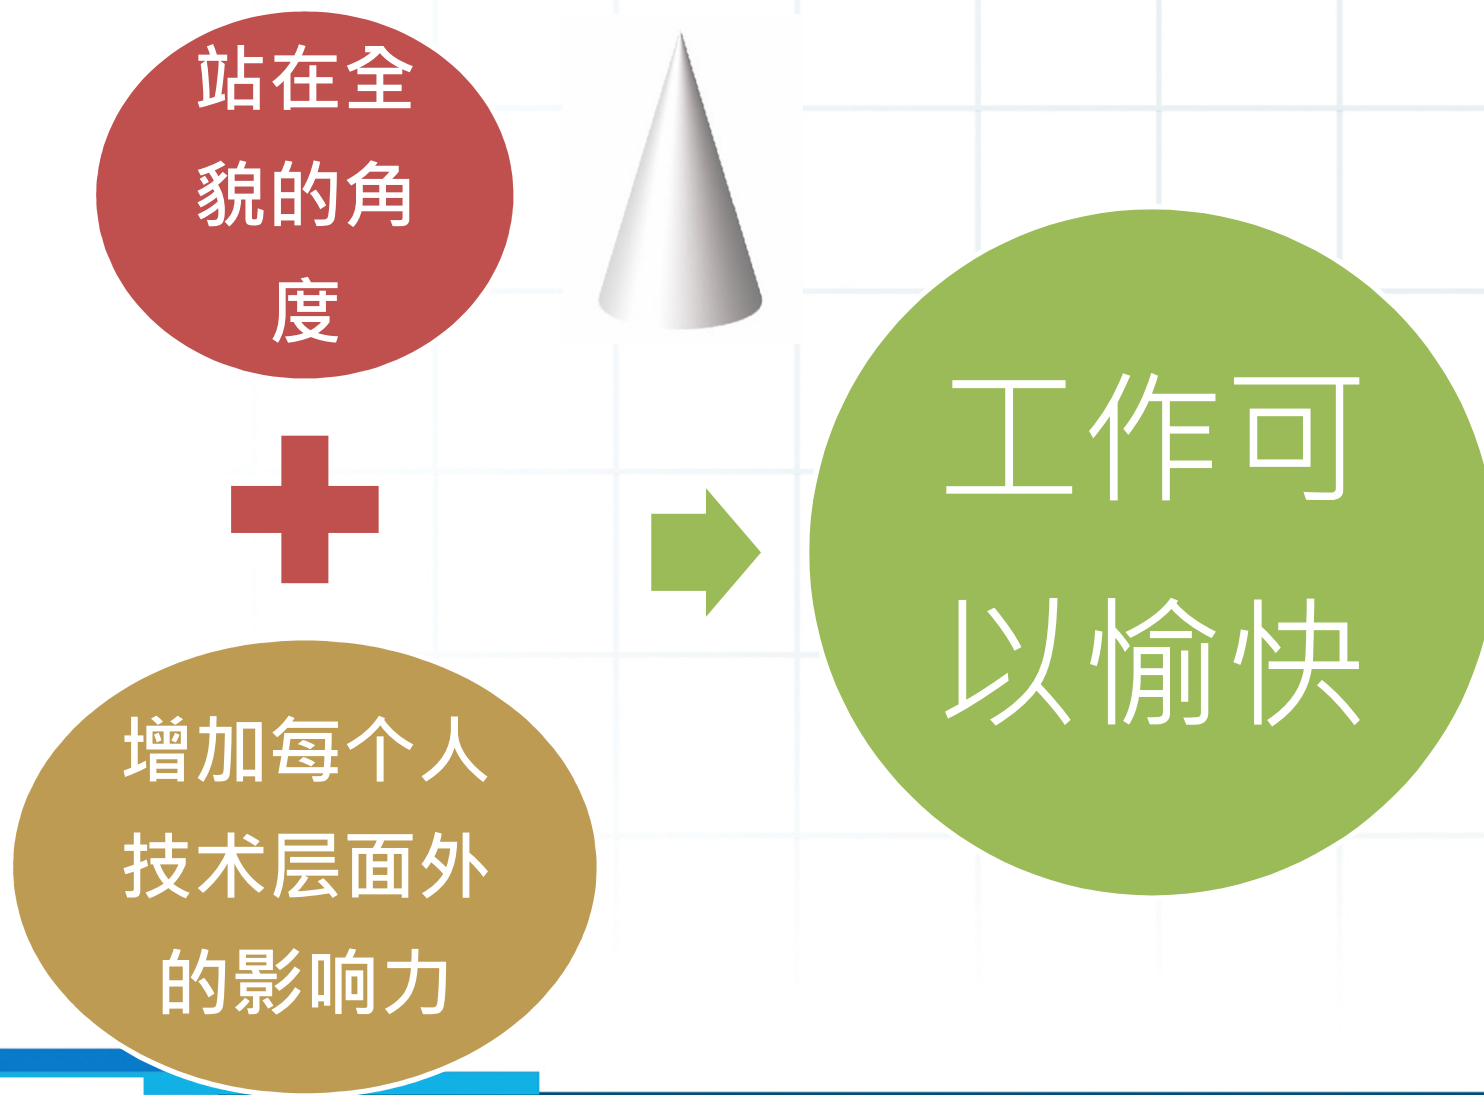 站在全
貌的角
度
增加每个人
技术层面外
的影响力
工作可
以愉快